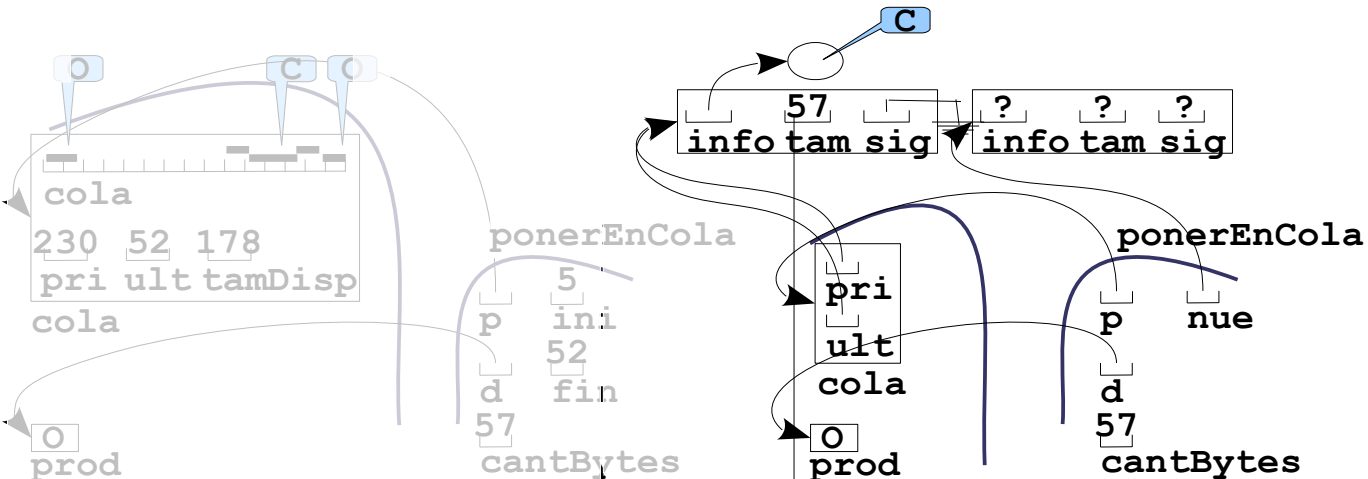 C
O C O
57 ? ? ?
info tam sig info tam sig
cola
230 52 178
ponerEnCola ponerEnCola
pri ult tamDisp
5
pri
cola
p ini
p nue
52
ult
d fin
cola
d
57 57
O O
prod cantBytes prod cantBytes